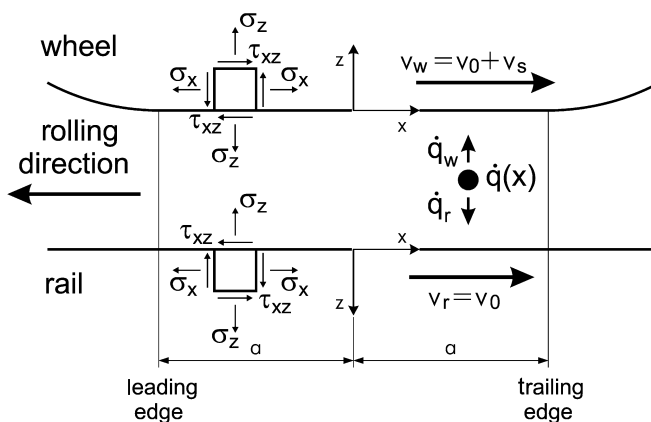 wheel
σz
τxz
σx
σx
τxz
σz
z
x
vw=v0+vs
rolling
direction
q̇w
q̇(x)
q̇r
σz
τxz
x
rail
σx
σx
τxz
σz
z
vr=v0
a
a
leading
edge
trailing
edge